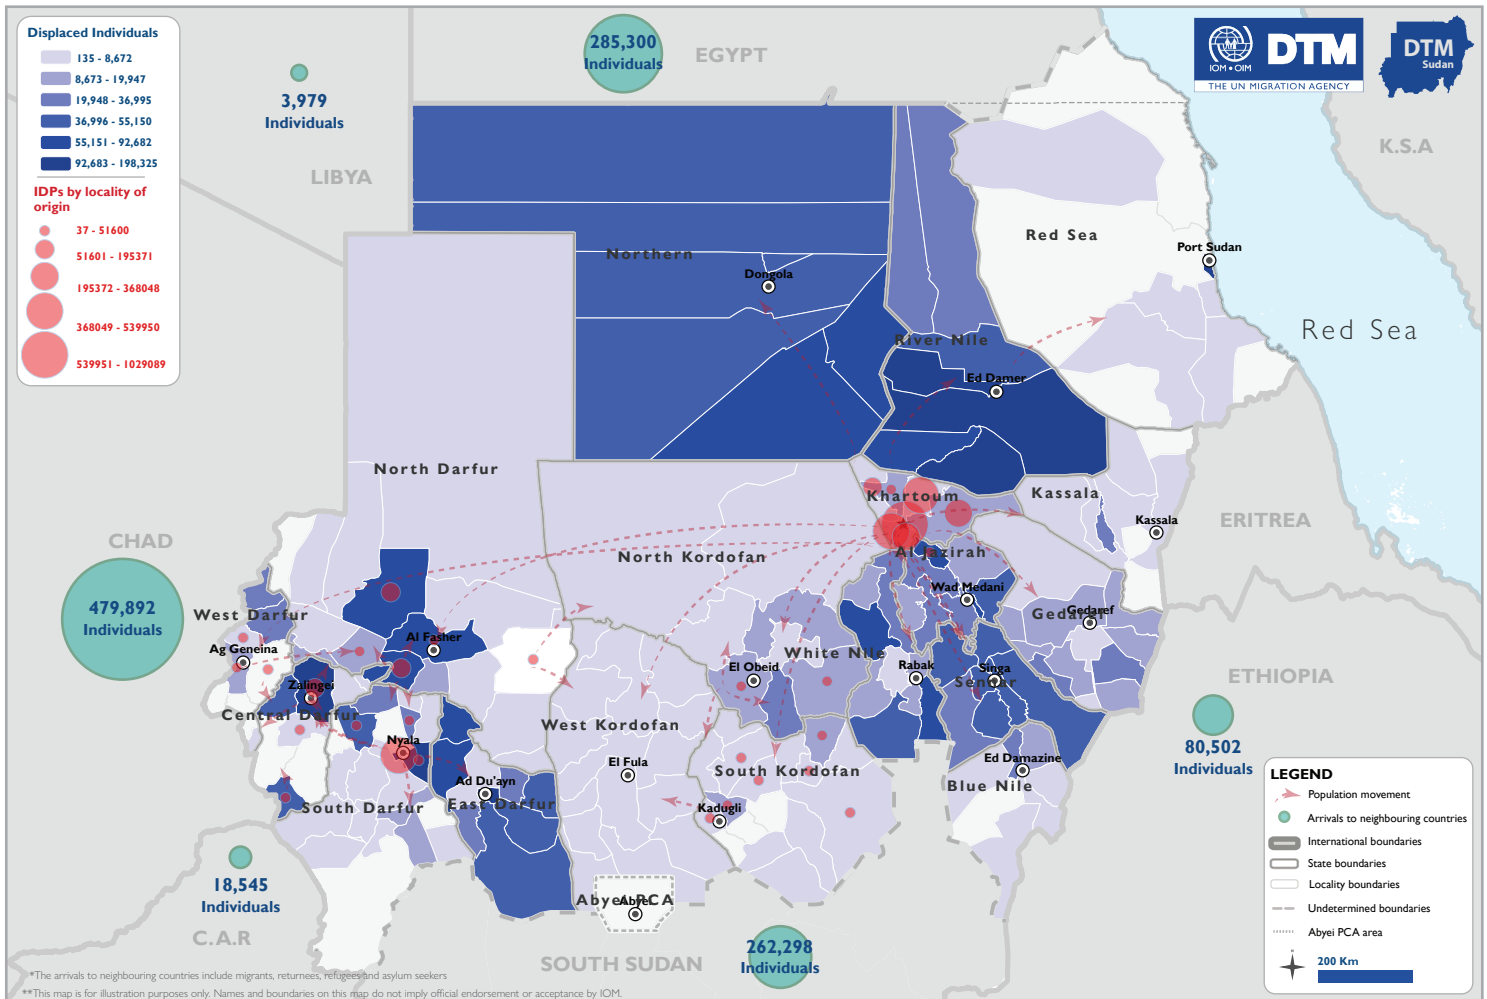 Displaced Individuals
135 - 8,672
8,673 - 19,947
19,948 - 36,995
36,996 - 55,150
55,151 - 92,682
92,683 - 198,325
IDPs by locality of
origin
37 - 51600
51601 - 195371
195372 - 368048
368049 - 539950
539951 - 1029089
3,979
Individuals
LIBYA
285,300
Individuals
EGYPT
IOM • OIM
DTM
THE UN MIGRATION AGENCY
DTM
Sudan
K.S.A
Red Sea
Port Sudan
Red Sea
Northern
Dongola
River Nile
Ed Damer
North Darfur
Khartoum
Kassala
Kassala
ERITREA
CHAD
479,892
Individuals
North Kordofan
Al Jazirah
Wad Medani
Gedaref
Gedaref
West Darfur
Ag Geneina
Al Fasher
White Nile
El Obeid
Rabak
Singa
Sennar
ETHIOPIA
80,502
Individuals
Zalingei
Central Darfur
West Kordofan
Nyala
El Fula
South Kordofan
Ed Damazine
Blue Nile
Ad Du'ayn
East Darfur
South Darfur
Kadugli
Abyei PCA
Abyei
18,545
Individuals
C.A.R
SOUTH SUDAN
262,298
Individuals
LEGEND
Population movement
Arrivals to neighbouring countries
International boundaries
State boundaries
Locality boundaries
Undetermined boundaries
Abyei PCA area
200 Km
*The arrivals to neighbouring countries include migrants, returnees, refugees and asylum seekers
**This map is for illustration purposes only. Names and boundaries on this map do not imply official endorsement or acceptance by IOM.